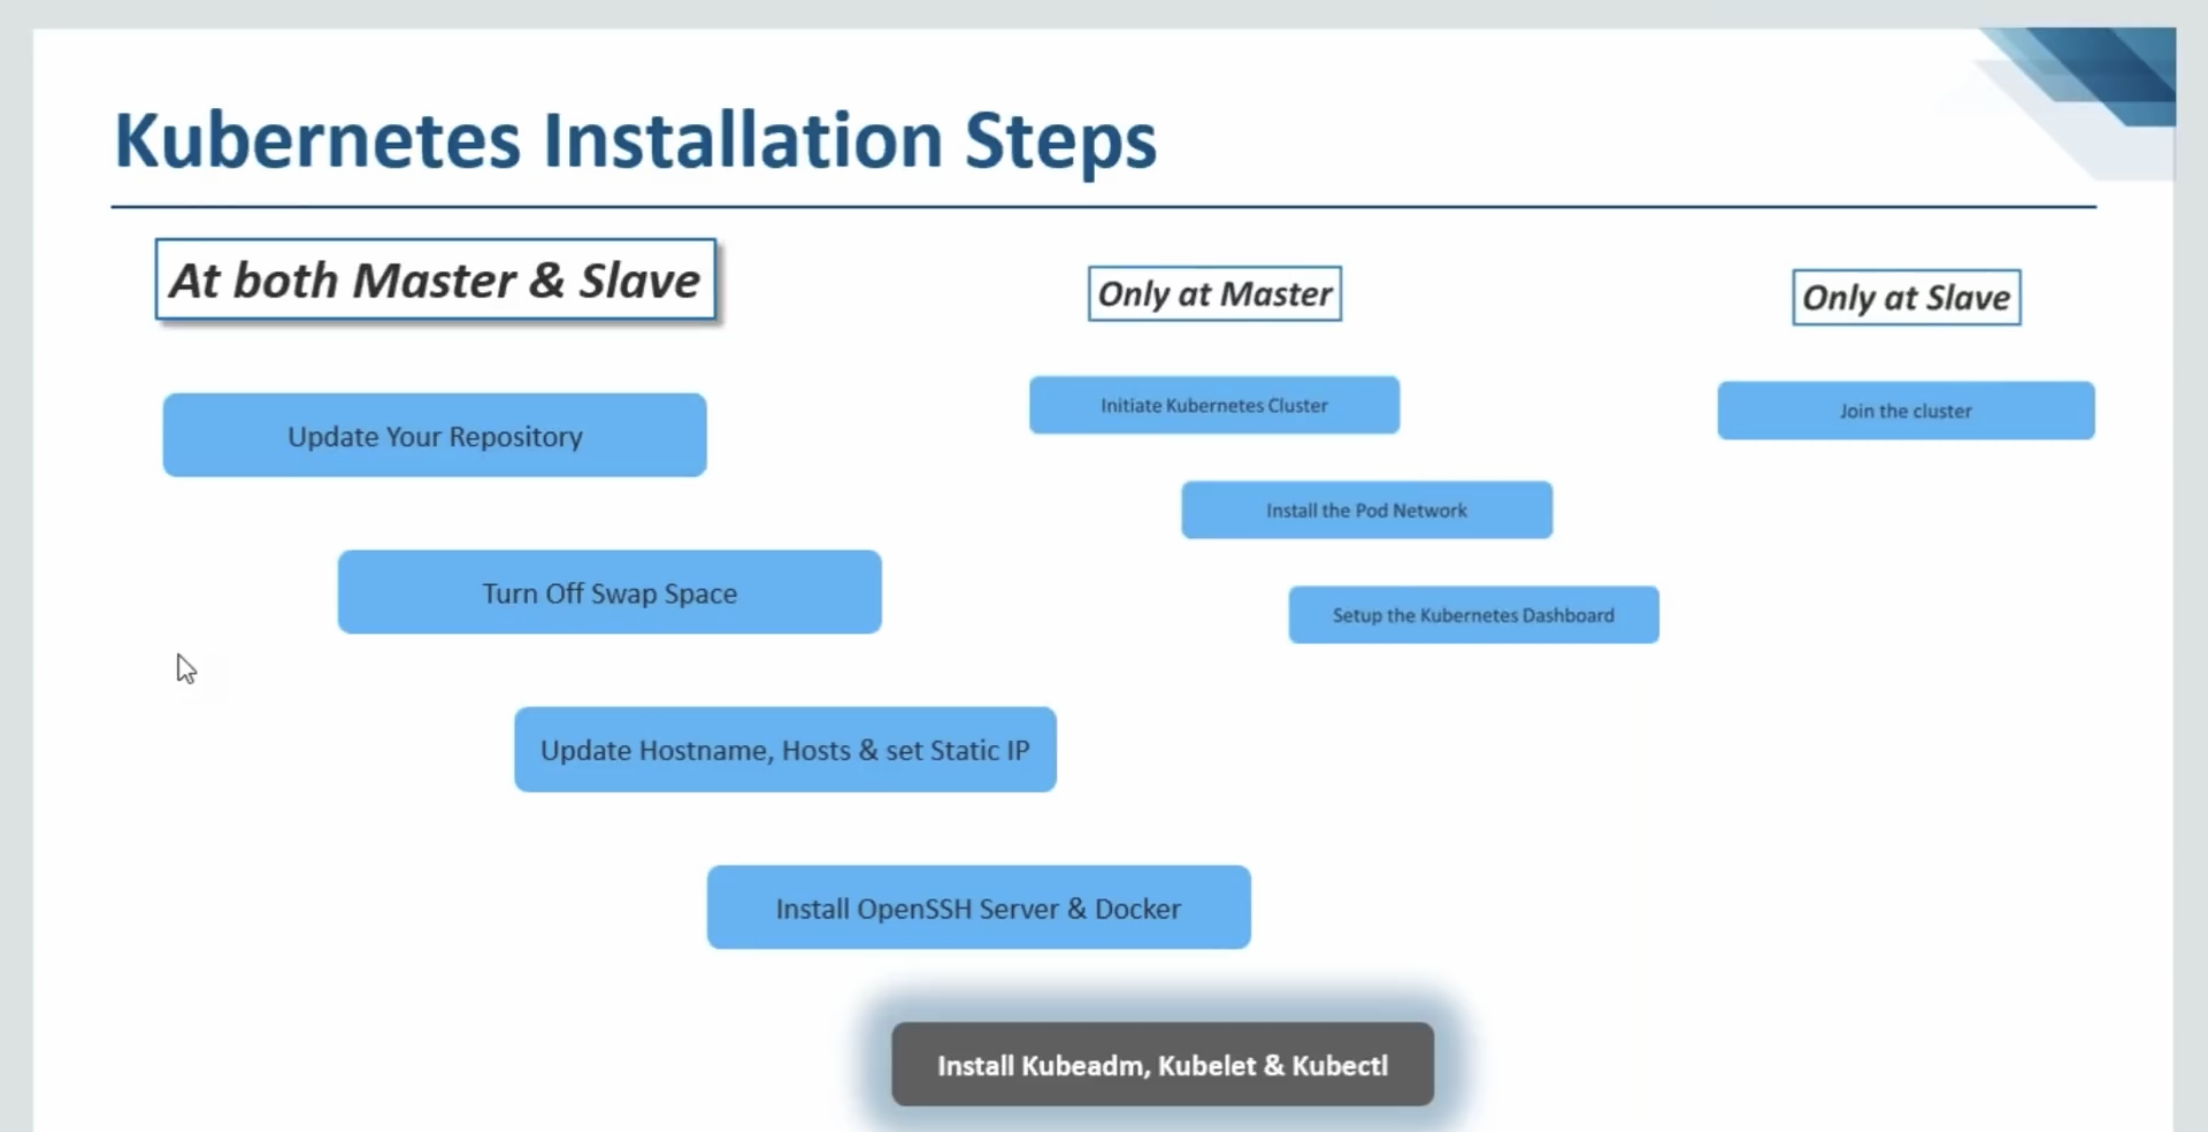 Kubernetes Installation Steps
At both Master & Slave
Update Your Repository
Turn Off Swap Space
Update Hostname, Hosts & set Static IP
Install OpenSSH Server & Docker
Install Kubeadm, Kubelet & Kubectl
Only at Master
Initiate Kubernetes Cluster
Install the Pod Network
Setup the Kubernetes Dashboard
Only at Slave
Join the cluster